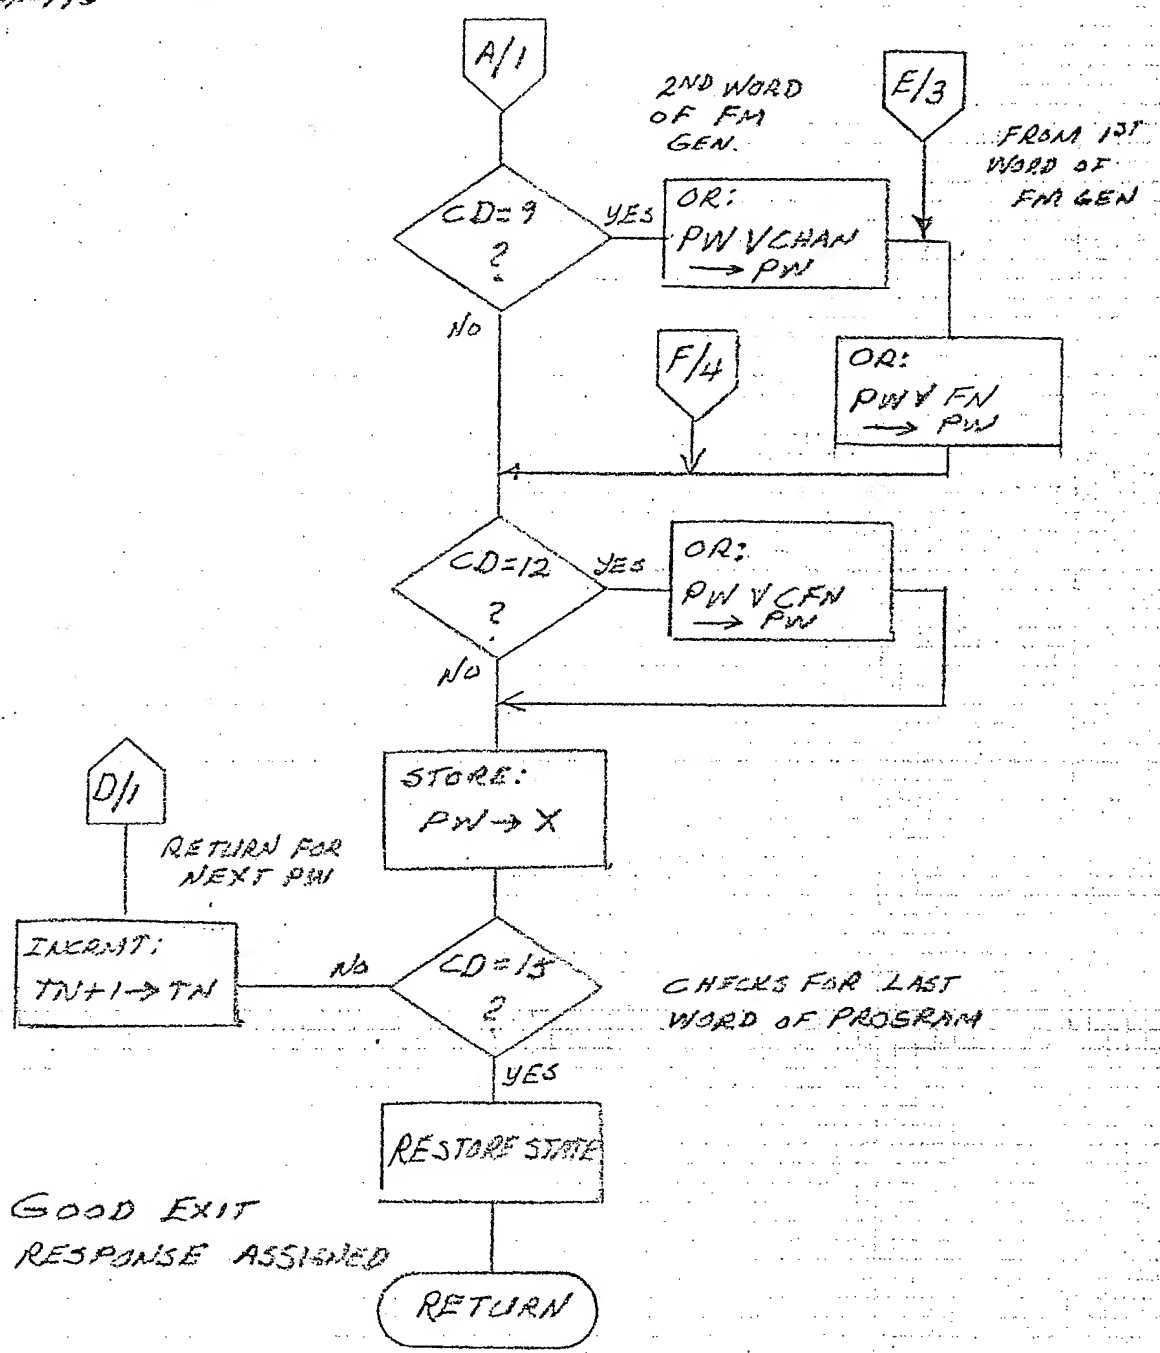 A/1
2ND WORD
OF FM
GEN.
E/3
FROM 1ST
WORD OF
FM GEN
CD=9
?
YES
OR:
PW V CHAN
→ PW
NO
F/4
OR:
PW V FN
→ PW
CD=12
?
YES
OR:
PW V CFN
→ PW
NO
STORE:
PW → X
D/1
RETURN FOR
NEXT PW
INCRMT:
TN+1 → TN
NO
CD=15
?
CHECKS FOR LAST
WORD OF PROGRAM
YES
RESTORE STATE
GOOD EXIT
RESPONSE ASSIGNED
RETURN